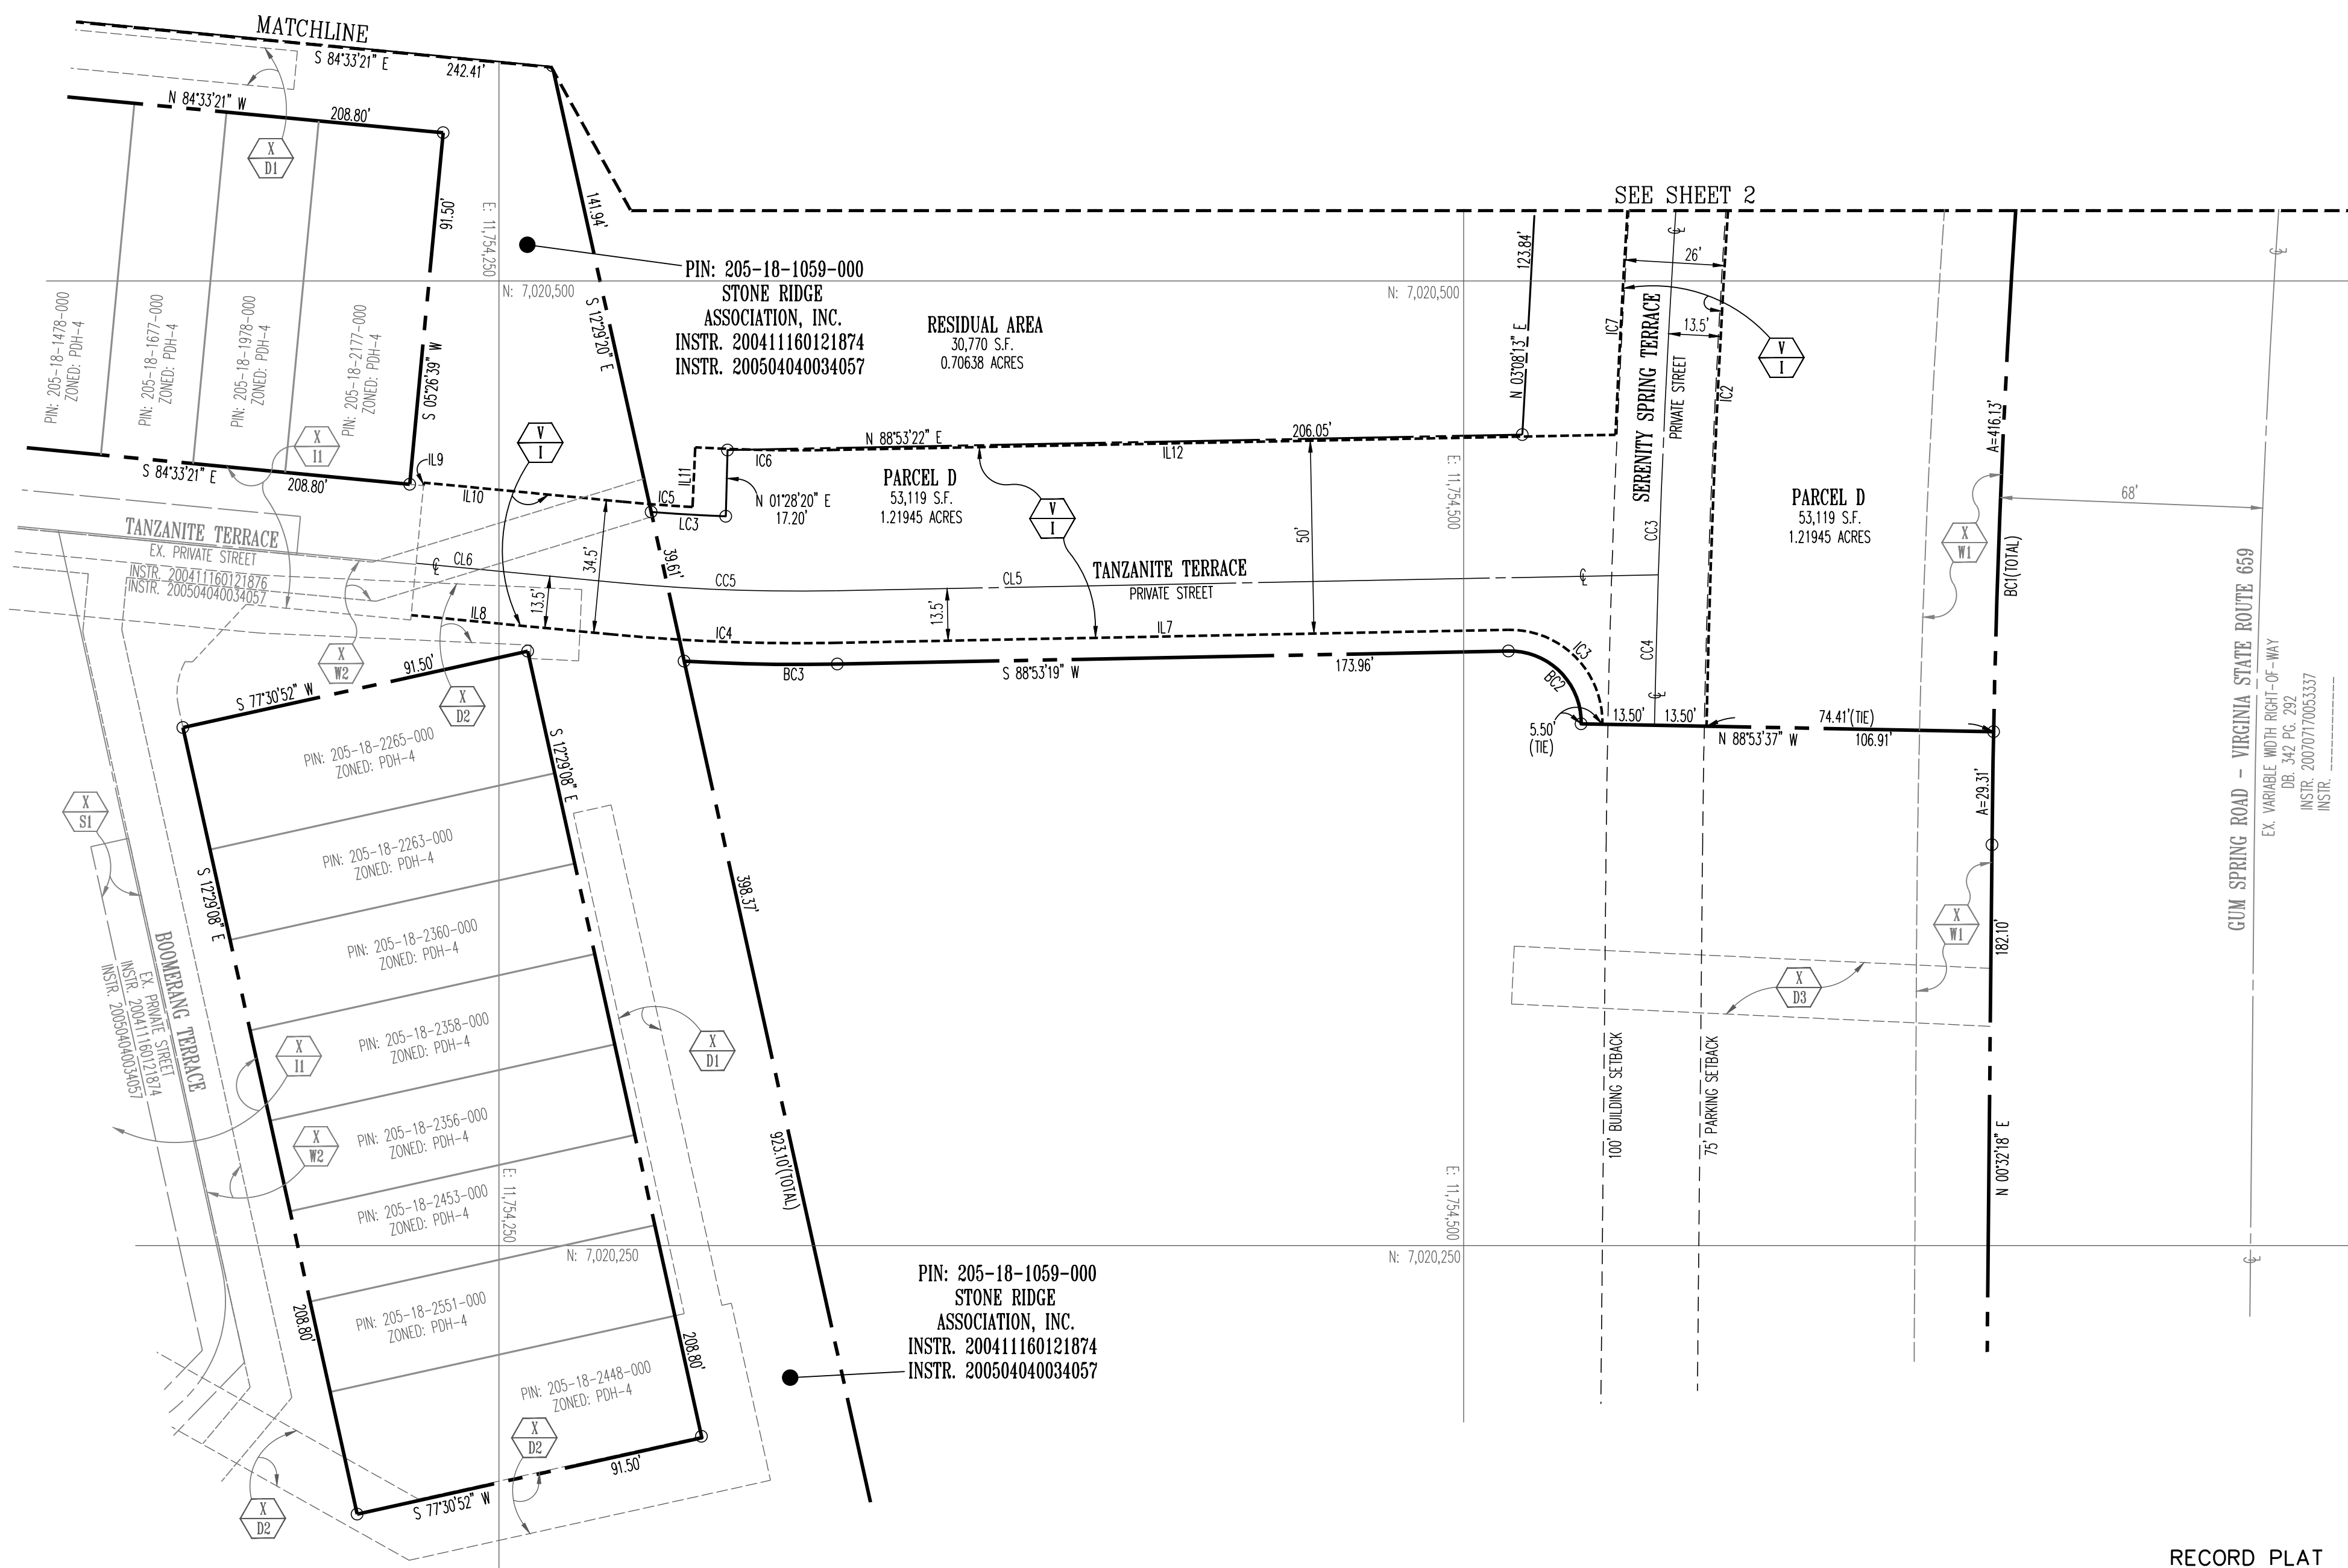 MATCHLINE
S 84°33'21" E
242.41'
N 84°33'21" W
208.80'
X
D1
91.50'
E: 11,754,250
141.94'
SEE SHEET 2
26'
123.84'
PIN: 205-18-1059-000
STONE RIDGE
ASSOCIATION, INC.
INSTR. 200411160121874
INSTR. 200504040034057
N: 7,020,500
N: 7,020,500
RESIDUAL AREA
30,770 S.F.
0.70638 ACRES
S 12°29'20" E
N 03°08'13" E
IC7
SERENITY SPRING TERRACE
PRIVATE STREET
13.5'
V
I
IC2
PIN: 205-18-1478-000
ZONED: PDH-4
PIN: 205-18-1677-000
ZONED: PDH-4
PIN: 205-18-1978-000
ZONED: PDH-4
PIN: 205-18-2177-000
ZONED: PDH-4
S 05°26'39" W
X
I1
S 84°33'21" E
208.80'
IL9
IL10
V
I
IC5
IL11
LC3
N 88°53'22" E
206.05'
IC6
IL12
N 01°28'20" E
17.20'
PARCEL D
53,119 S.F.
1.21945 ACRES
V
I
E: 11,754,500
50'
PARCEL D
53,119 S.F.
1.21945 ACRES
A=416.13'
BC1(TOTAL)
X
W1
68'
TANZANITE TERRACE
EX. PRIVATE STREET
INSTR. 200411160121876
INSTR. 200504040034057
CL6
34.5'
39.61'
CC5
CL5
TANZANITE TERRACE
PRIVATE STREET
CC3
CC4
IL8
13.5'
IC4
13.5'
IL7
IC3
X
W2
X
D2
BC3
S 88°53'19" W
173.96'
BC2
5.50'
(TIE)
13.50'
13.50'
74.41'(TIE)
N 88°53'37" W
106.91'
A=29.31'
GUM SPRING ROAD - VIRGINIA STATE ROUTE 659
EX. VARIABLE WIDTH RIGHT-OF-WAY
DB. 342 PG. 292
INSTR. 200707170053337
INSTR. ____________
S 77°30'52" W
91.50'
S 12°29'08" E
PIN: 205-18-2265-000
ZONED: PDH-4
PIN: 205-18-2263-000
ZONED: PDH-4
PIN: 205-18-2360-000
ZONED: PDH-4
PIN: 205-18-2358-000
ZONED: PDH-4
PIN: 205-18-2356-000
ZONED: PDH-4
PIN: 205-18-2453-000
ZONED: PDH-4
PIN: 205-18-2551-000
ZONED: PDH-4
PIN: 205-18-2448-000
ZONED: PDH-4
X
S1
S 12°29'08" E
BOOMERANG TERRACE
EX. PRIVATE STREET
INSTR. 200411160121874
INSTR. 200504040034057
X
I1
X
W2
208.80'
208.80'
X
D1
398.37'
923.10'(TOTAL)
X
W1
182.10'
X
D3
100' BUILDING SETBACK
75' PARKING SETBACK
N 00°32'18" E
E: 11,754,250
N: 7,020,250
E: 11,754,500
N: 7,020,250
PIN: 205-18-1059-000
STONE RIDGE
ASSOCIATION, INC.
INSTR. 200411160121874
INSTR. 200504040034057
X
D2
91.50'
S 77°30'52" W
X
D2
RECORD PLAT